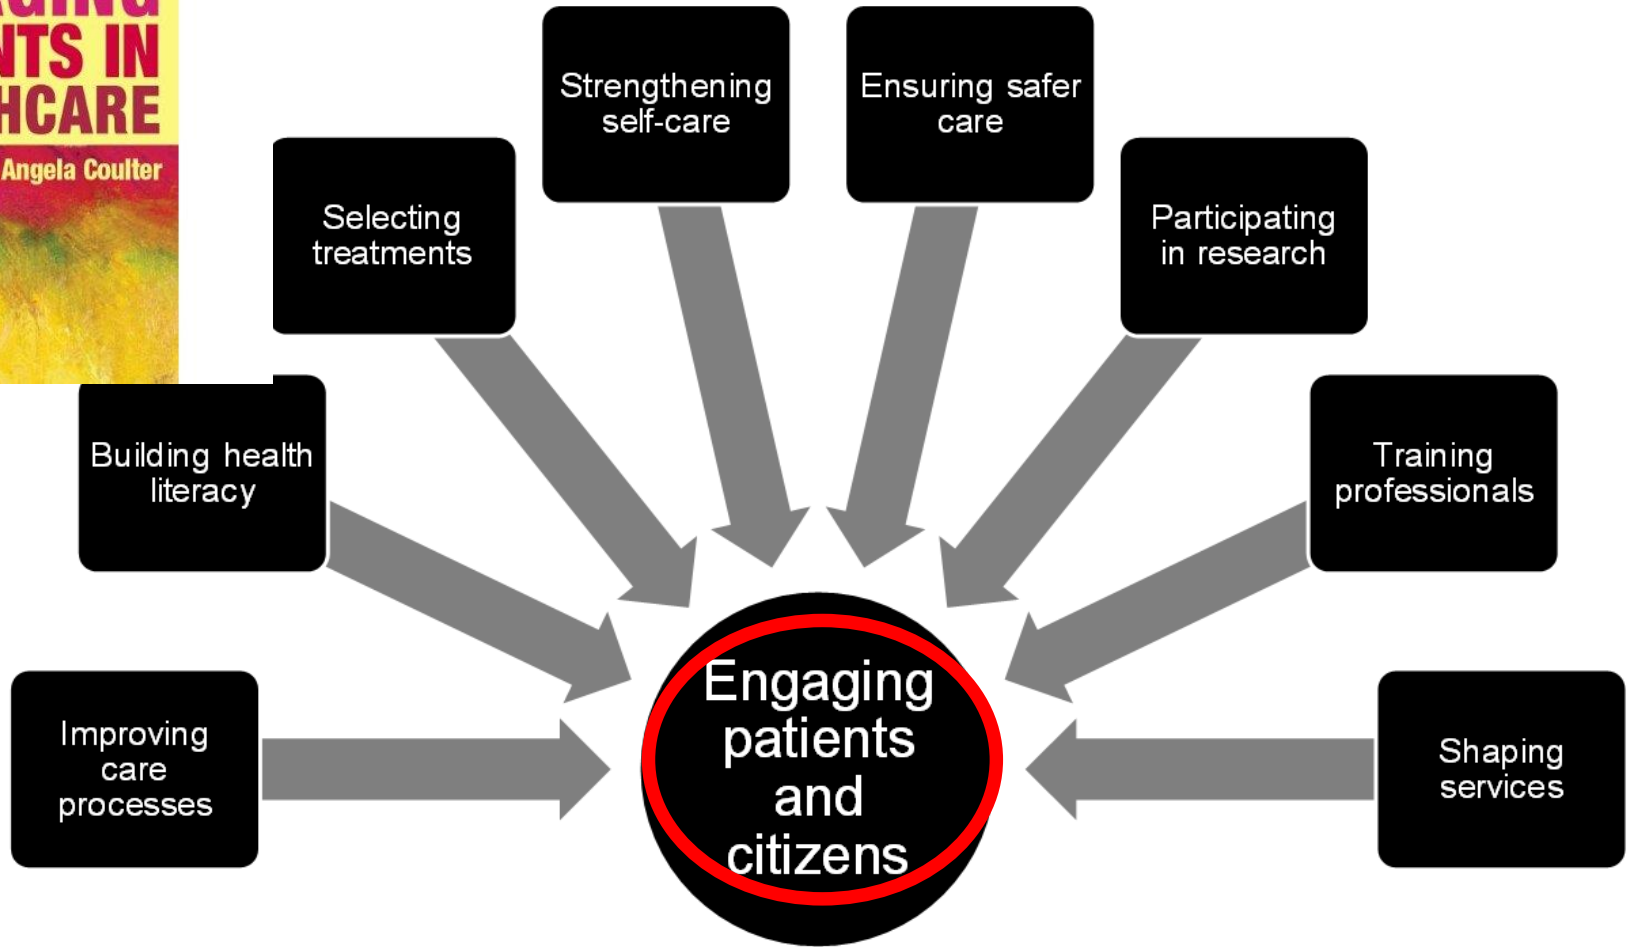 NTS IN
HCARE
Angela Coulter
Strengthening
self-care
Ensuring safer
care
Selecting
treatments
Participating
in research
Building health
literacy
Training
professionals
Improving
care
processes
Engaging
patients
and
citizens
Shaping
services